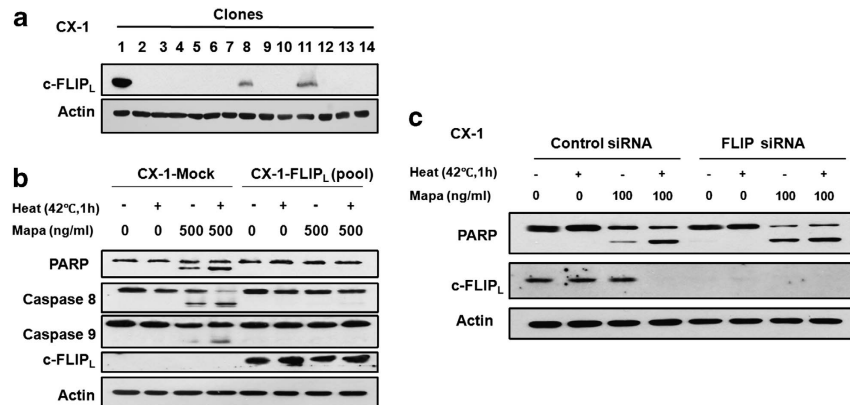 a
CX-1
Clones
1 2 3 4 5 6 7 8 9 10 11 12 13 14
c-FLIPL
Actin
b
CX-1-Mock CX-1-FLIPL (pool)
Heat (42℃,1h) - + - + - + - +
Mapa (ng/ml) 0 0 500 500 0 0 500 500
PARP
Caspase 8
Caspase 9
c-FLIPL
Actin
c
CX-1
Control siRNA FLIP siRNA
Heat (42℃,1h) - + - + - + - +
Mapa (ng/ml) 0 0 100 100 0 0 100 100
PARP
c-FLIPL
Actin